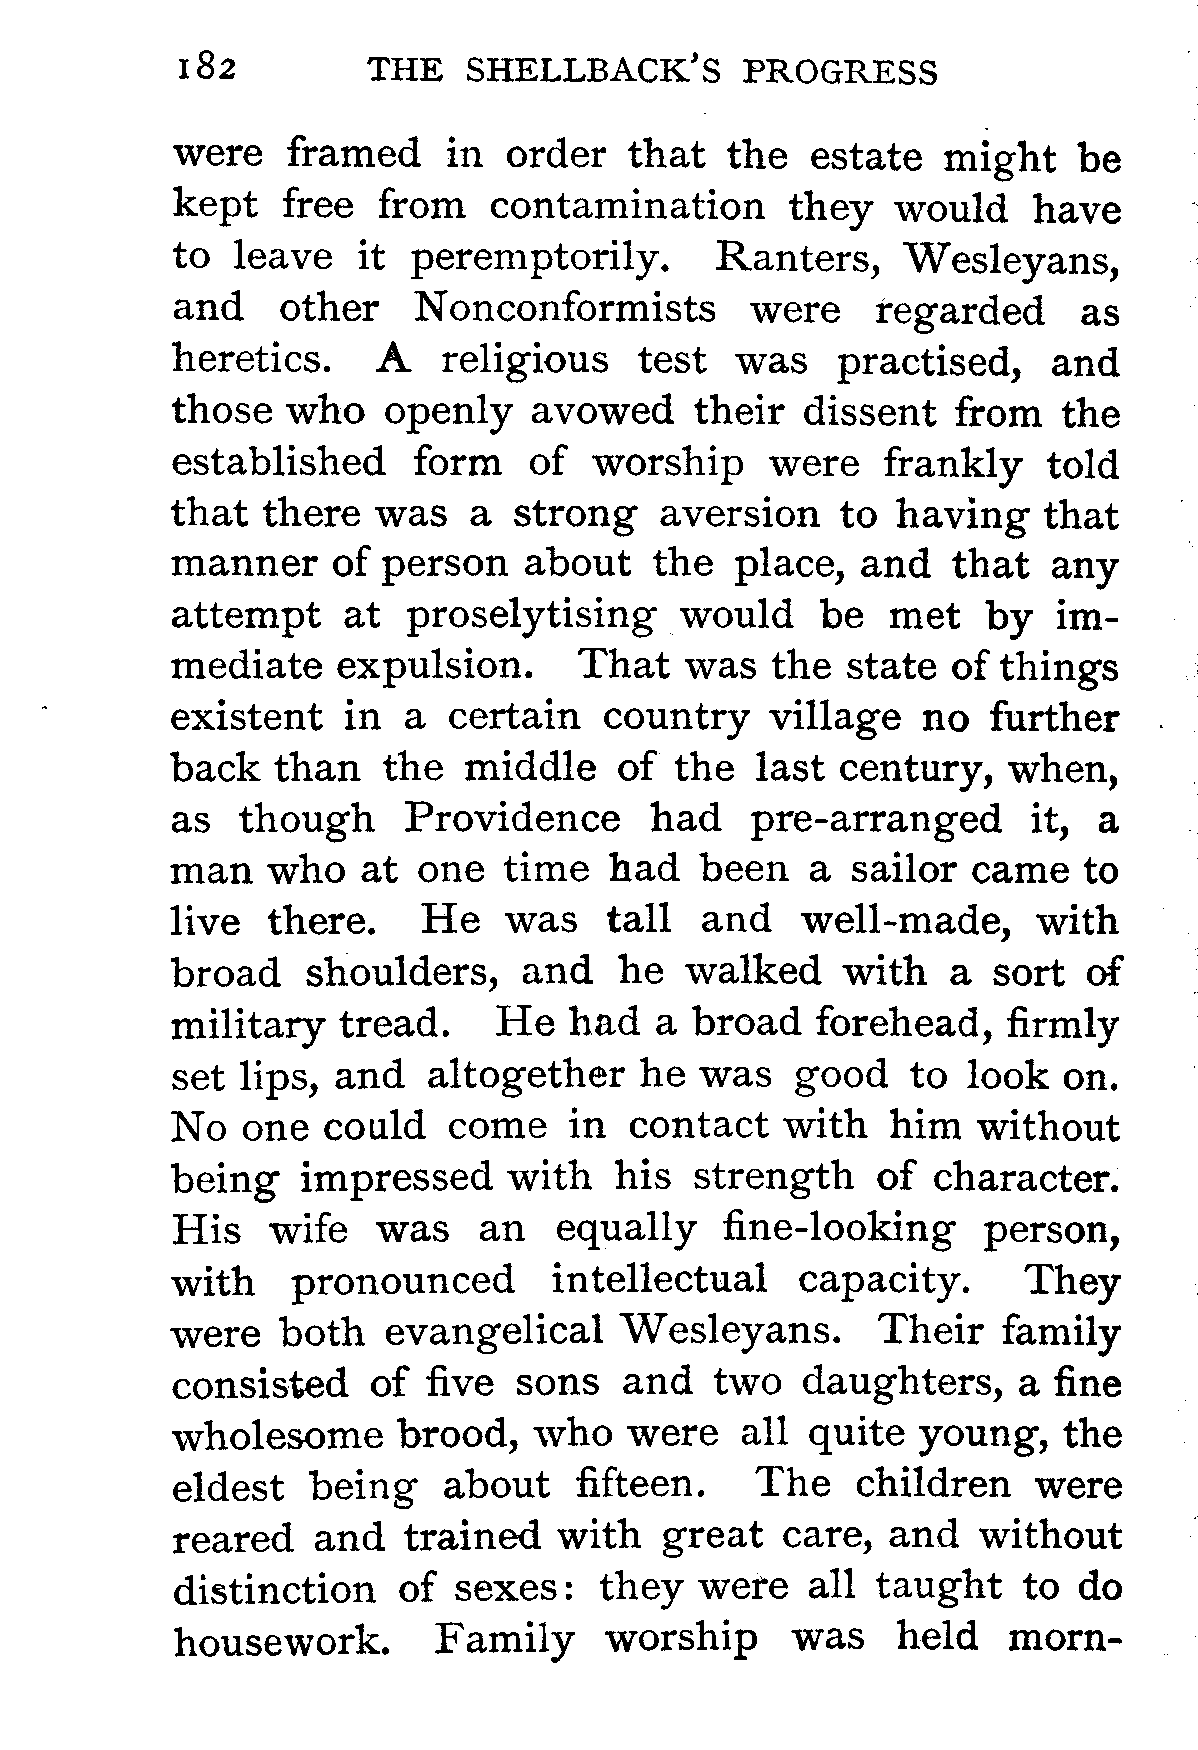 182 THE SHELLBACK'S PROGRESS
were framed in order that the estate might be
kept free from contamination they would have
to leave it peremptorily. Ranters, Wesleyans,
and other Nonconformists were regarded as
heretics. A religious test was practised, and
those who openly avowed their dissent from the
established form of worship were frankly told
that there was a strong aversion to having that
manner of person about the place, and that any
attempt at proselytising would be met by im-
mediate expulsion. That was the state of things
existent in a certain country village no further
back than the middle of the last century, when,
as though Providence had pre-arranged it, a
man who at one time had been a sailor came to
live there. He was tall and well-made, with
broad shoulders, and he walked with a sort of
military tread. He had a broad forehead, firmly
set lips, and altogether he was good to look on.
No one could come in contact with him without
being impressed with his strength of character.
His wife was an equally fine-looking person,
with pronounced intellectual capacity. They
were both evangelical Wesleyans. Their family
consisted of five sons and two daughters, a fine
wholesome brood, who were all quite young, the
eldest being about fifteen. The children were
reared and trained with great care, and without
distinction of sexes: they were all taught to do
housework. Family worship was held morn-